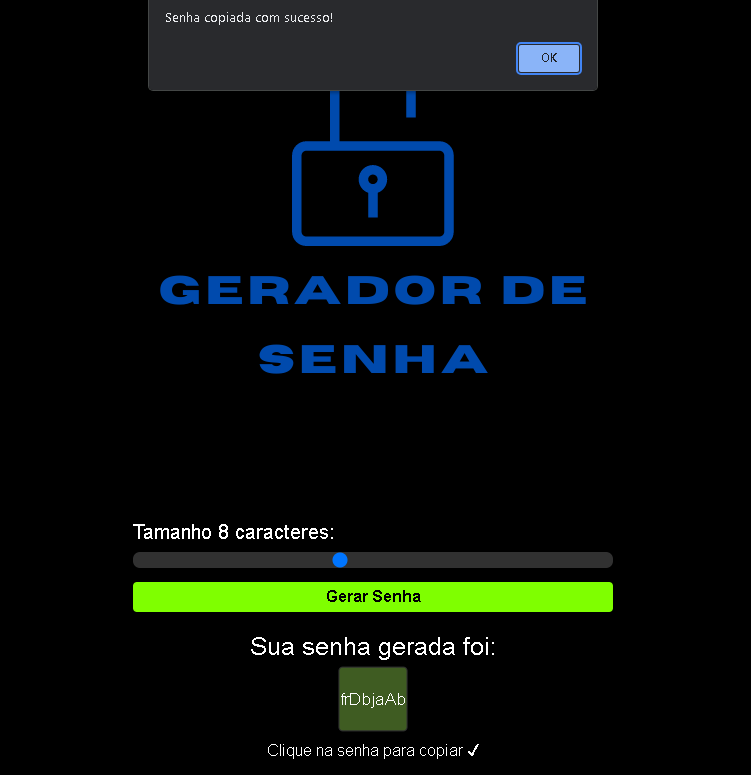 Senha copiada com sucesso!
OK
GERADOR DE
SENHA
Tamanho 8 caracteres:
Gerar Senha
Sua senha gerada foi:
frDbjaAb
Clique na senha para copiar ✔